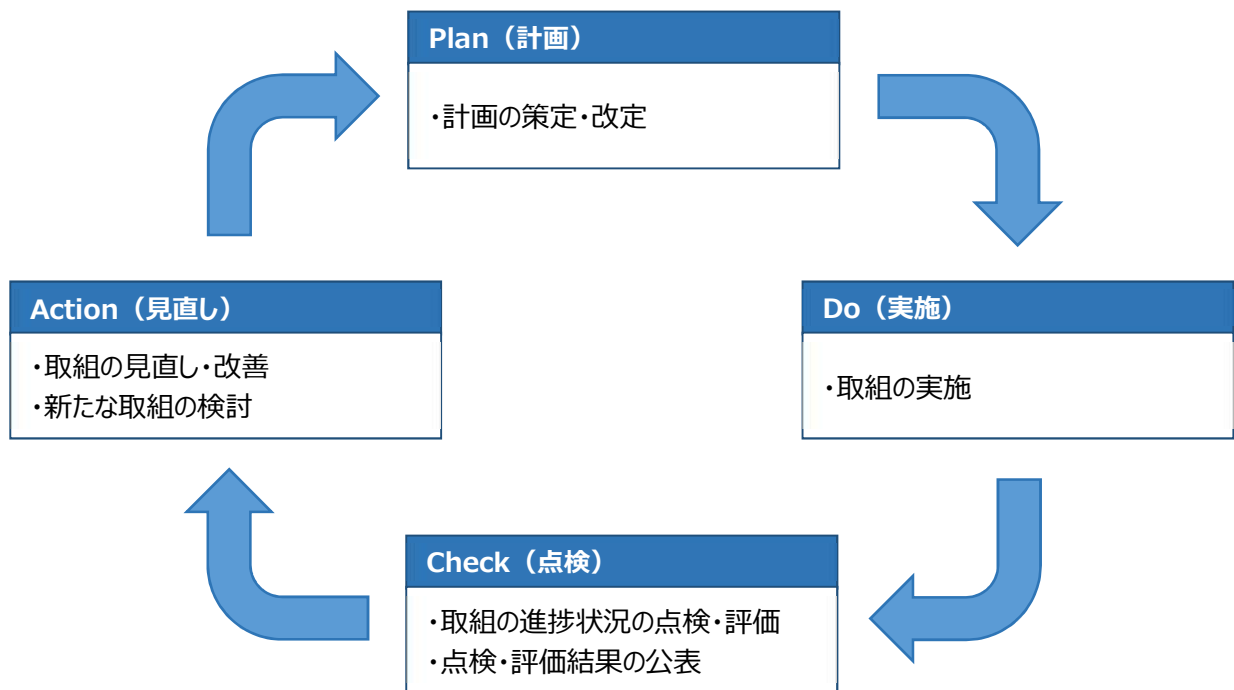 Plan（計画）
・計画の策定・改定
Action（見直し）
・取組の見直し・改善
・新たな取組の検討
Do（実施）
・取組の実施
Check（点検）
・取組の進捗状況の点検・評価
・点検・評価結果の公表